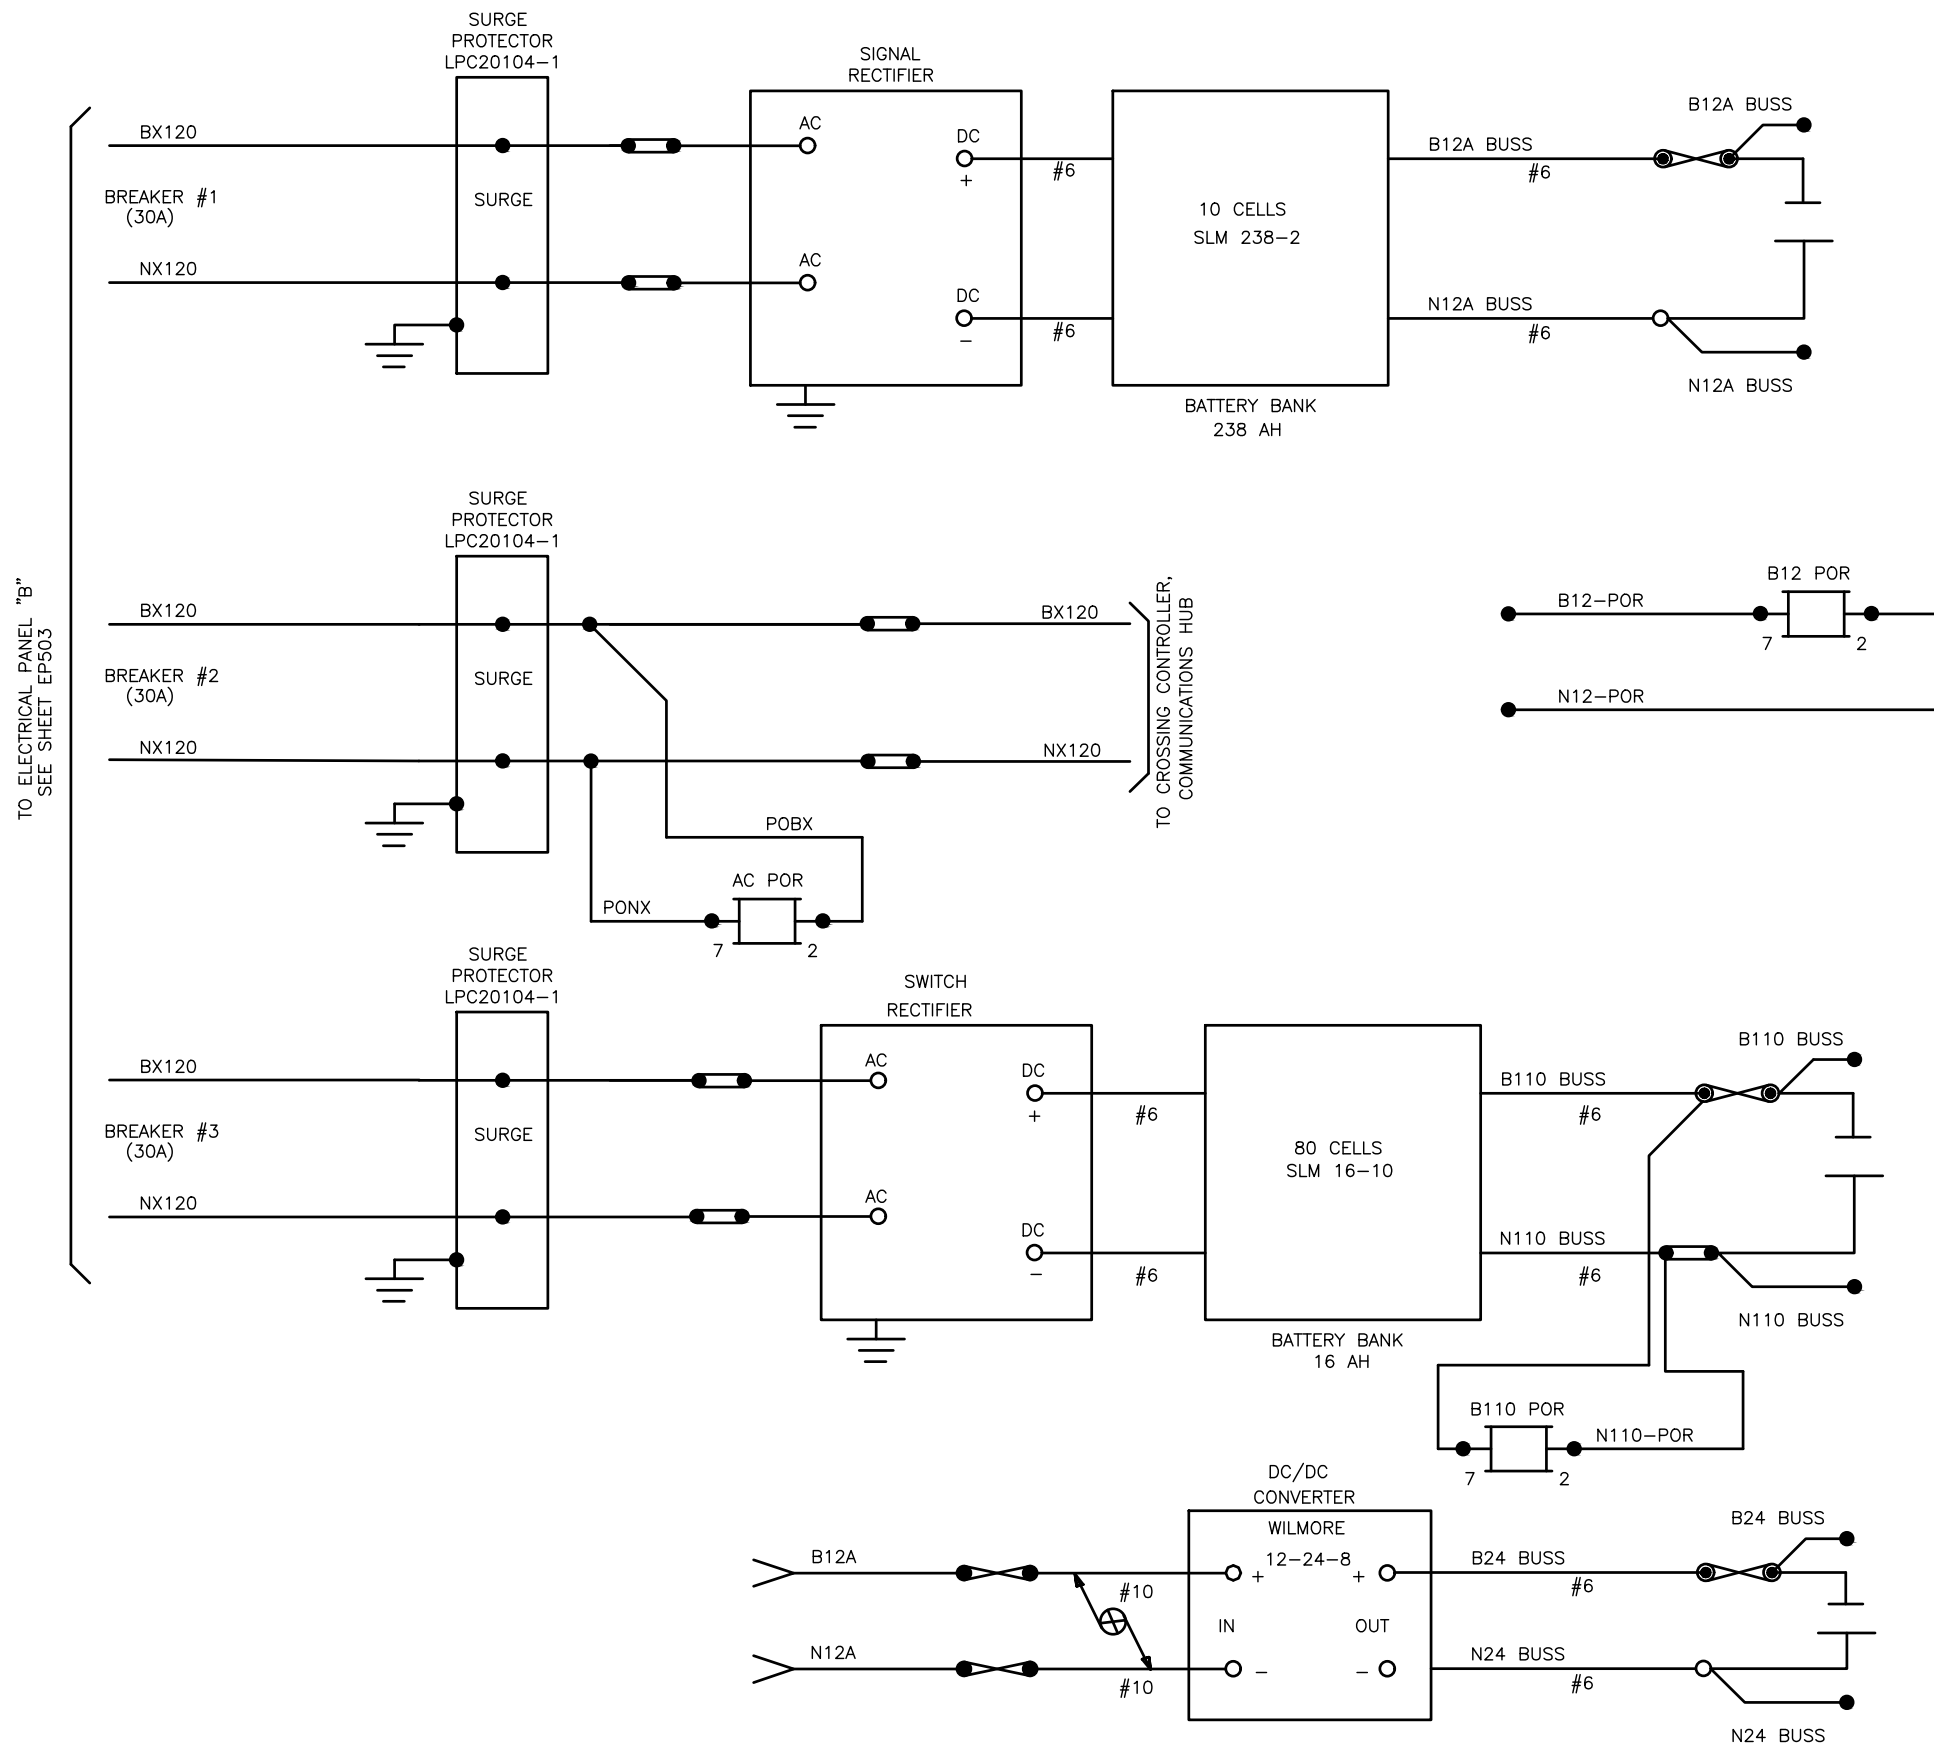 SURGE
PROTECTOR
LPC20104-1
SIGNAL
RECTIFIER
BX120
BREAKER #1
(30A)
NX120
SURGE
AC
AC
DC
+
DC
-
#6
#6
10 CELLS
SLM 238-2
BATTERY BANK
238 AH
B12A BUSS
#6
N12A BUSS
#6
B12A BUSS
N12A BUSS
TO ELECTRICAL PANEL "B"
SEE SHEET EP503
SURGE
PROTECTOR
LPC20104-1
BX120
BREAKER #2
(30A)
NX120
SURGE
BX120
NX120
TO CROSSING CONTROLLER,
COMMUNICATIONS HUB
POBX
AC POR
PONX
7
2
B12 POR
B12-POR
7
2
N12-POR
SURGE
PROTECTOR
LPC20104-1
SWITCH
RECTIFIER
BX120
BREAKER #3
(30A)
NX120
SURGE
AC
AC
DC
+
DC
-
#6
#6
80 CELLS
SLM 16-10
BATTERY BANK
16 AH
B110 BUSS
#6
N110 BUSS
#6
B110 BUSS
N110 BUSS
B110 POR
N110-POR
7
2
DC/DC
CONVERTER
WILMORE
12-24-8
B12A
#10
N12A
#10
+
+
IN
OUT
-
-
B24 BUSS
#6
N24 BUSS
#6
B24 BUSS
N24 BUSS